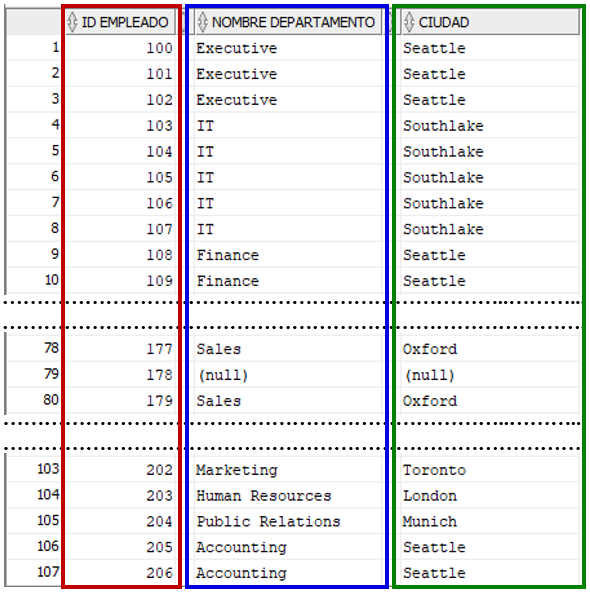 ID EMPLEADO NOMBRE DEPARTAMENTO CIUDAD
1 100 Executive Seattle
2 101 Executive Seattle
3 102 Executive Seattle
4 103 IT Southlake
5 104 IT Southlake
6 105 IT Southlake
7 106 IT Southlake
8 107 IT Southlake
9 108 Finance Seattle
10 109 Finance Seattle
78 177 Sales Oxford
79 178 (null) (null)
80 179 Sales Oxford
103 202 Marketing Toronto
104 203 Human Resources London
105 204 Public Relations Munich
106 205 Accounting Seattle
107 206 Accounting Seattle